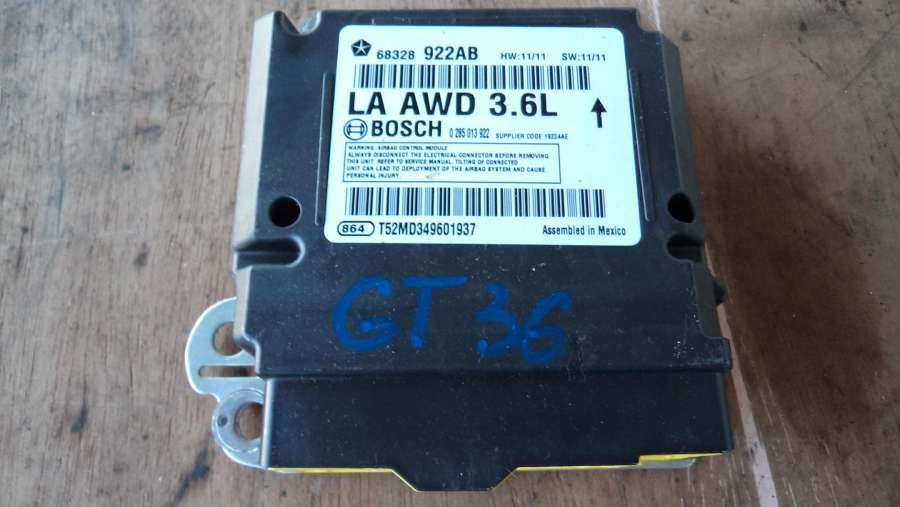 68328 922AB HW:11/11 SW:11/11
LA AWD 3.6L
BOSCH 0 285 013 922 SUPPLIER CODE 19224AE
WARNING: AIRBAG CONTROL MODULE
ALWAYS DISCONNECT THE ELECTRICAL CONNECTOR BEFORE REMOVING
THIS UNIT. REFER TO SERVICE MANUAL. TILTING OF CONNECTED
UNIT CAN LEAD TO DEPLOYMENT OF THE AIRBAG SYSTEM AND CAUSE
PERSONAL INJURY.
864 T52MD349601937 Assembled in Mexico
GT 36